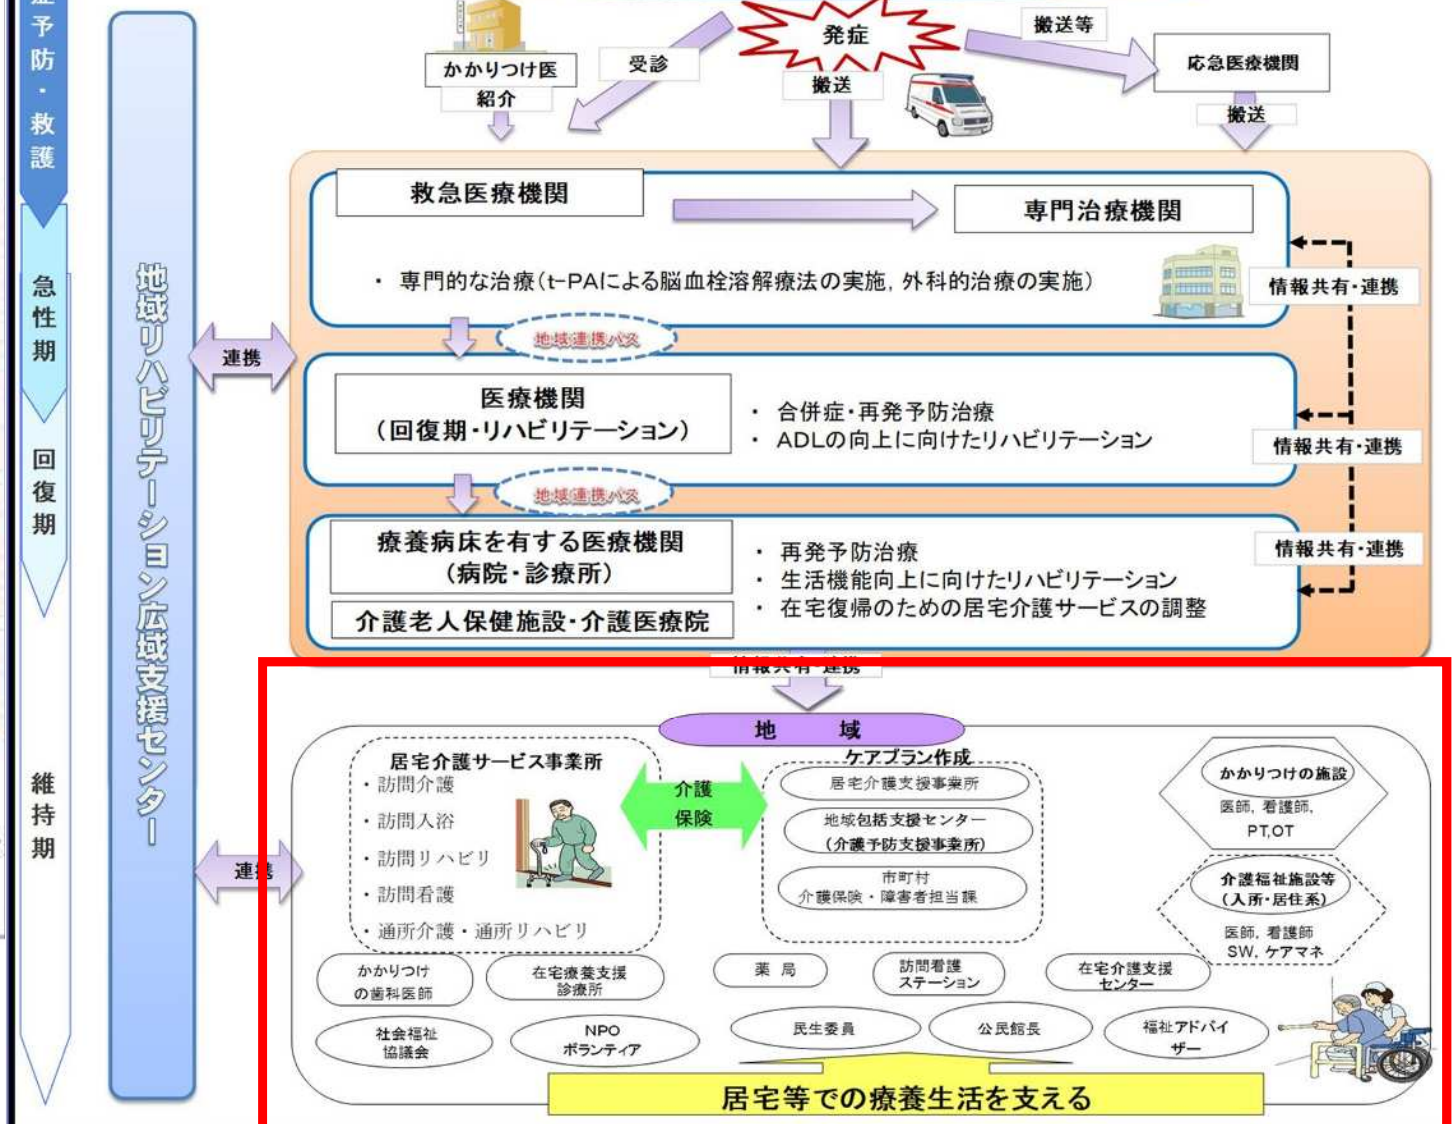 症予防・救護
急性期
回復期
維持期
地域リハビリテーション広域支援センター
連携
連携
発症
かかりつけ医
紹介
受診
搬送
搬送等
応急医療機関
搬送
救急医療機関
専門治療機関
・ 専門的な治療(t-PAによる脳血栓溶解療法の実施, 外科的治療の実施)
情報共有・連携
地域連携パス
医療機関
(回復期・リハビリテーション)
・ 合併症・再発予防治療
・ ADLの向上に向けたリハビリテーション
情報共有・連携
地域連携パス
療養病床を有する医療機関
(病院・診療所)
介護老人保健施設・介護医療院
・ 再発予防治療
・ 生活機能向上に向けたリハビリテーション
・ 在宅復帰のための居宅介護サービスの調整
情報共有・連携
情報共有・連携
地 域
居宅介護サービス事業所
・訪問介護
・訪問入浴
・訪問リハビリ
・訪問看護
・通所介護・通所リハビリ
介護
保険
ケアプラン作成
居宅介護支援事業所
地域包括支援センター
(介護予防支援事業所)
市町村
介護保険・障害者担当課
かかりつけの施設
医師, 看護師,
PT,OT
介護福祉施設等
(入所・居住系)
医師, 看護師
SW, ケアマネ
かかりつけ
の歯科医師
在宅療養支援
診療所
薬 局
訪問看護
ステーション
在宅介護支援
センター
社会福祉
協議会
NPO
ボランティア
民生委員
公民館長
福祉アドバイ
ザー
居宅等での療養生活を支える